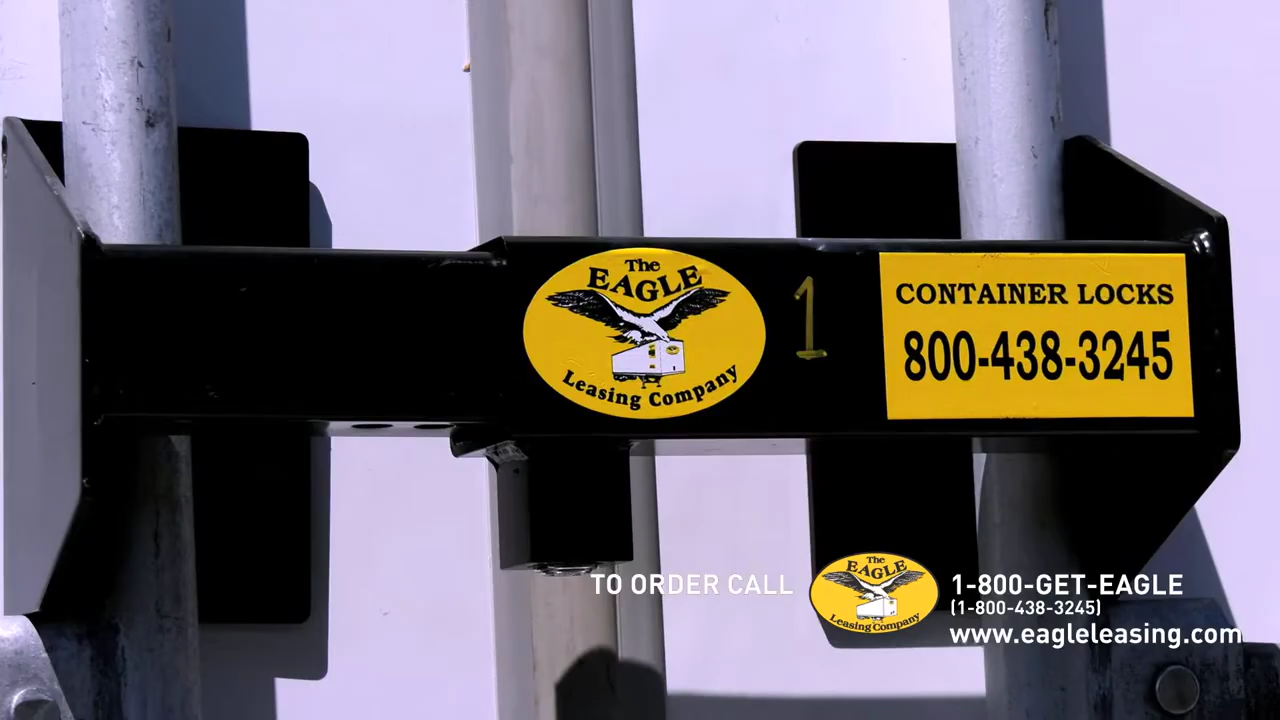 The
EAGLE
Leasing Company
1
CONTAINER LOCKS
800-438-3245
TO ORDER CALL
The
EAGLE
Leasing Company
1-800-GET-EAGLE
(1-800-438-3245)
www.eagleleasing.com